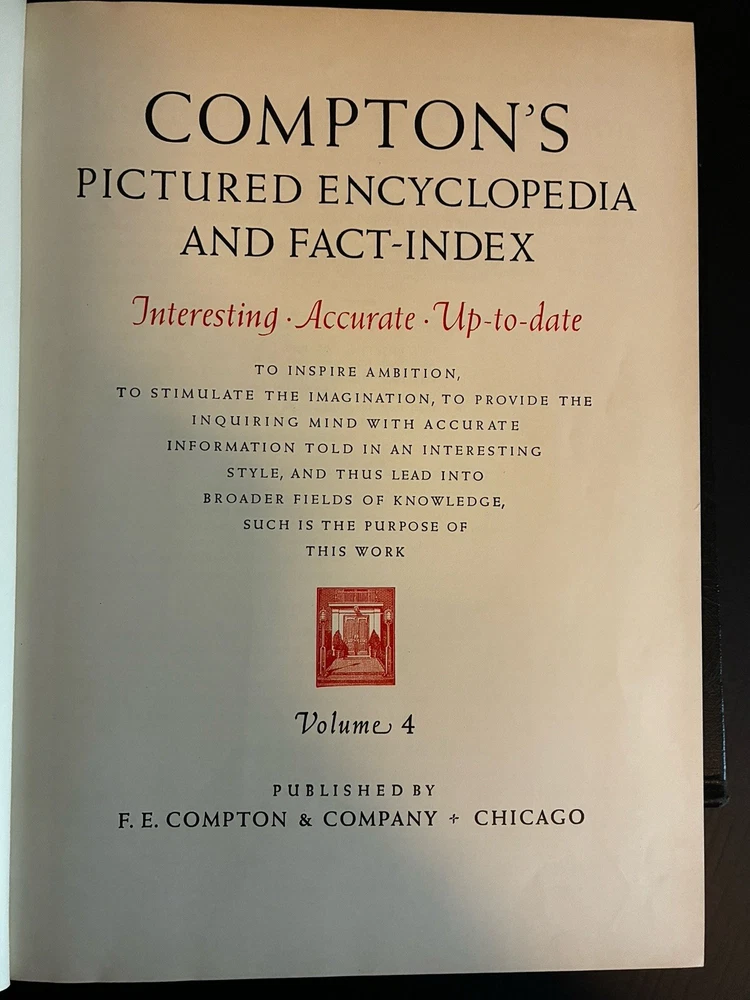 COMPTON'S
PICTURED ENCYCLOPEDIA
AND FACT-INDEX
Interesting · Accurate · Up-to-date
TO INSPIRE AMBITION,
TO STIMULATE THE IMAGINATION, TO PROVIDE THE
INQUIRING MIND WITH ACCURATE
INFORMATION TOLD IN AN INTERESTING
STYLE, AND THUS LEAD INTO
BROADER FIELDS OF KNOWLEDGE,
SUCH IS THE PURPOSE OF
THIS WORK
Volume 4
PUBLISHED BY
F. E. COMPTON & COMPANY + CHICAGO